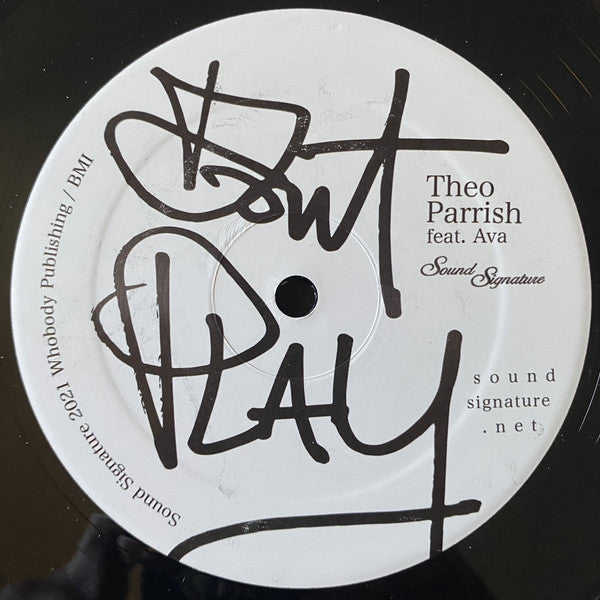 Dont
PLAY
Theo
Parrish
feat. Ava
Sound Signature
sound
signature
.net
Sound Signature 2021 Whobody Publishing / BMI